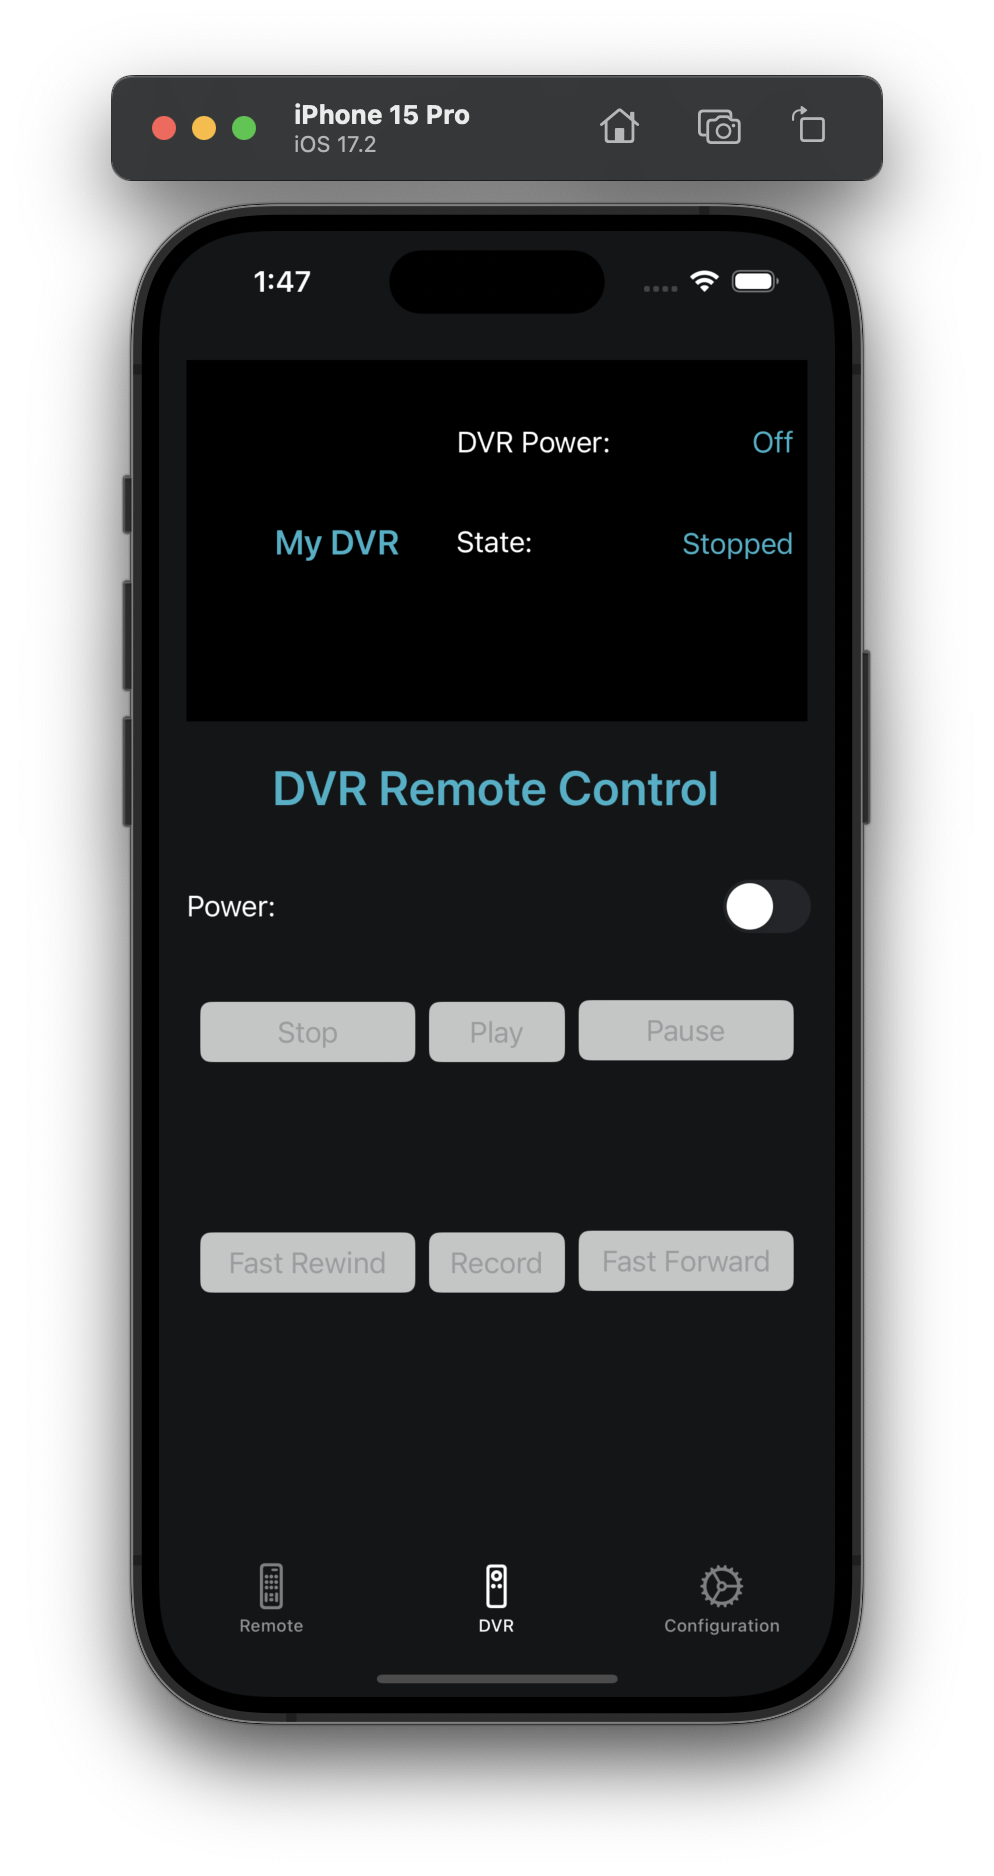 iPhone 15 Pro
iOS 17.2
1:47
DVR Power: Off
My DVR State: Stopped
DVR Remote Control
Power:
Stop Play Pause
Fast Rewind Record Fast Forward
Remote DVR Configuration